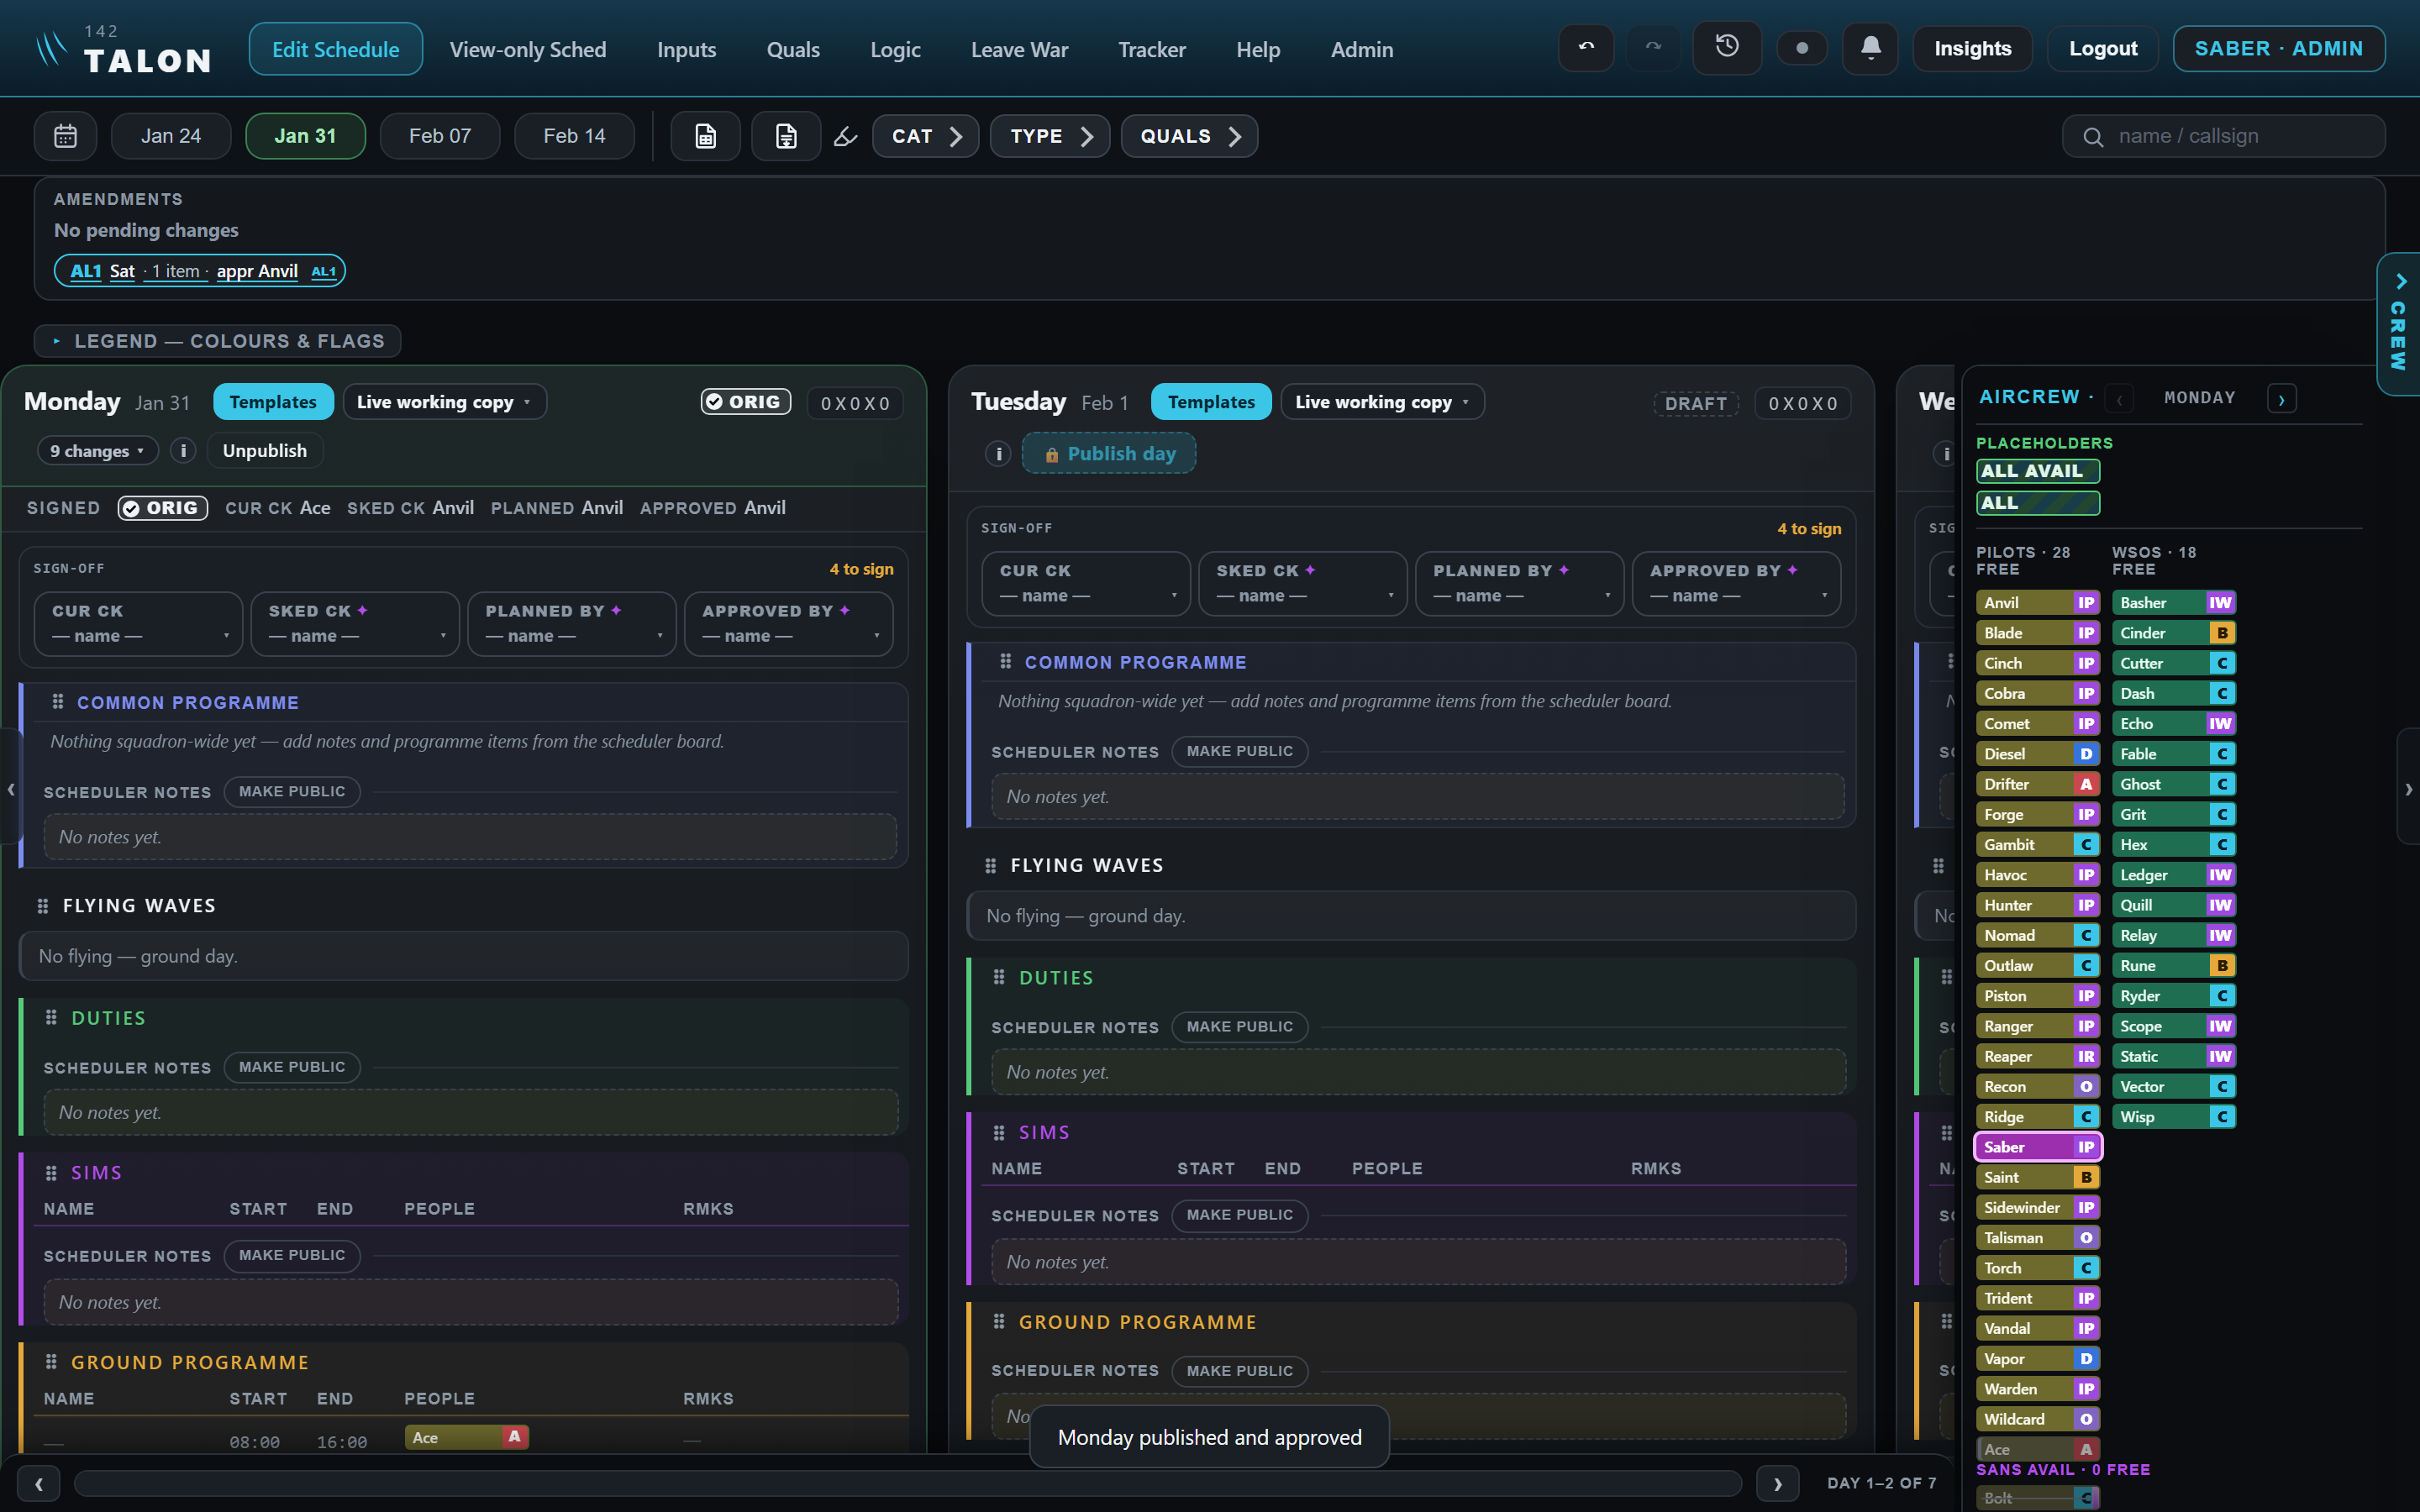 142
TALON
Edit Schedule
View-only Sched
Inputs
Quals
Logic
Leave War
Tracker
Help
Admin
Insights
Logout
SABER · ADMIN
Jan 24
Jan 31
Feb 07
Feb 14
CAT
TYPE
QUALS
name / callsign
AMENDMENTS
No pending changes
AL1 Sat · 1 item · appr Anvil AL1
LEGEND — COLOURS & FLAGS
CREW
Monday Jan 31 Templates Live working copy ORIG 0 X 0 X 0
9 changes i Unpublish
SIGNED ORIG CUR CK Ace SKED CK Anvil PLANNED Anvil APPROVED Anvil
SIGN-OFF 4 to sign
CUR CK SKED CK PLANNED BY APPROVED BY
— name — — name — — name — — name —
COMMON PROGRAMME
Nothing squadron-wide yet — add notes and programme items from the scheduler board.
SCHEDULER NOTES MAKE PUBLIC
No notes yet.
FLYING WAVES
No flying — ground day.
DUTIES
SCHEDULER NOTES MAKE PUBLIC
No notes yet.
SIMS
NAME START END PEOPLE RMKS
SCHEDULER NOTES MAKE PUBLIC
No notes yet.
GROUND PROGRAMME
NAME START END PEOPLE RMKS
— 08:00 16:00 Ace A —
Tuesday Feb 1 Templates Live working copy DRAFT 0 X 0 X 0
i Publish day
SIGN-OFF 4 to sign
CUR CK SKED CK PLANNED BY APPROVED BY
— name — — name — — name — — name —
COMMON PROGRAMME
Nothing squadron-wide yet — add notes and programme items from the scheduler board.
SCHEDULER NOTES MAKE PUBLIC
No notes yet.
FLYING WAVES
No flying — ground day.
DUTIES
SCHEDULER NOTES MAKE PUBLIC
No notes yet.
SIMS
NAME START END PEOPLE RMKS
SCHEDULER NOTES MAKE PUBLIC
No notes yet.
GROUND PROGRAMME
SCHEDULER NOTES MAKE PUBLIC
No
Monday published and approved
We
i
SIG
No
DAY 1–2 OF 7
AIRCREW · MONDAY
PLACEHOLDERS
ALL AVAIL
ALL
PILOTS · 28 FREE
Anvil IP
Blade IP
Cinch IP
Cobra IP
Comet IP
Diesel D
Drifter A
Forge IP
Gambit C
Havoc IP
Hunter IP
Nomad C
Outlaw C
Piston IP
Ranger IP
Reaper IR
Recon O
Ridge C
Saber IP
Saint B
Sidewinder IP
Talisman O
Torch C
Trident IP
Vandal IP
Vapor D
Warden IP
Wildcard O
Ace A
WSOS · 18 FREE
Basher IW
Cinder B
Cutter C
Dash C
Echo IW
Fable C
Ghost C
Grit C
Hex C
Ledger IW
Quill IW
Relay IW
Rune B
Ryder C
Scope IW
Static IW
Vector C
Wisp C
SANS AVAIL · 0 FREE
Bolt C